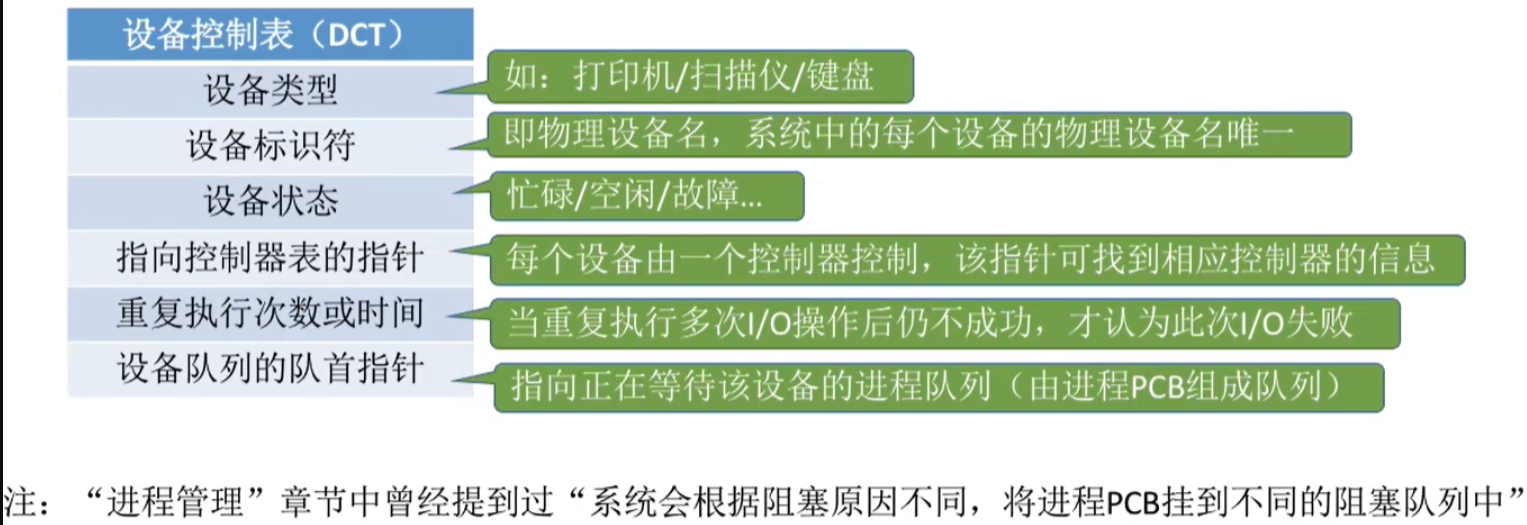 设备控制表（DCT）
设备类型
如：打印机/扫描仪/键盘
设备标识符
即物理设备名，系统中的每个设备的物理设备名唯一
设备状态
忙碌/空闲/故障...
指向控制器表的指针
每个设备由一个控制器控制，该指针可找到相应控制器的信息
重复执行次数或时间
当重复执行多次I/O操作后仍不成功，才认为此次I/O失败
设备队列的队首指针
指向正在等待该设备的进程队列（由进程PCB组成队列）
注：“进程管理”章节中曾经提到过“系统会根据阻塞原因不同，将进程PCB挂到不同的阻塞队列中”